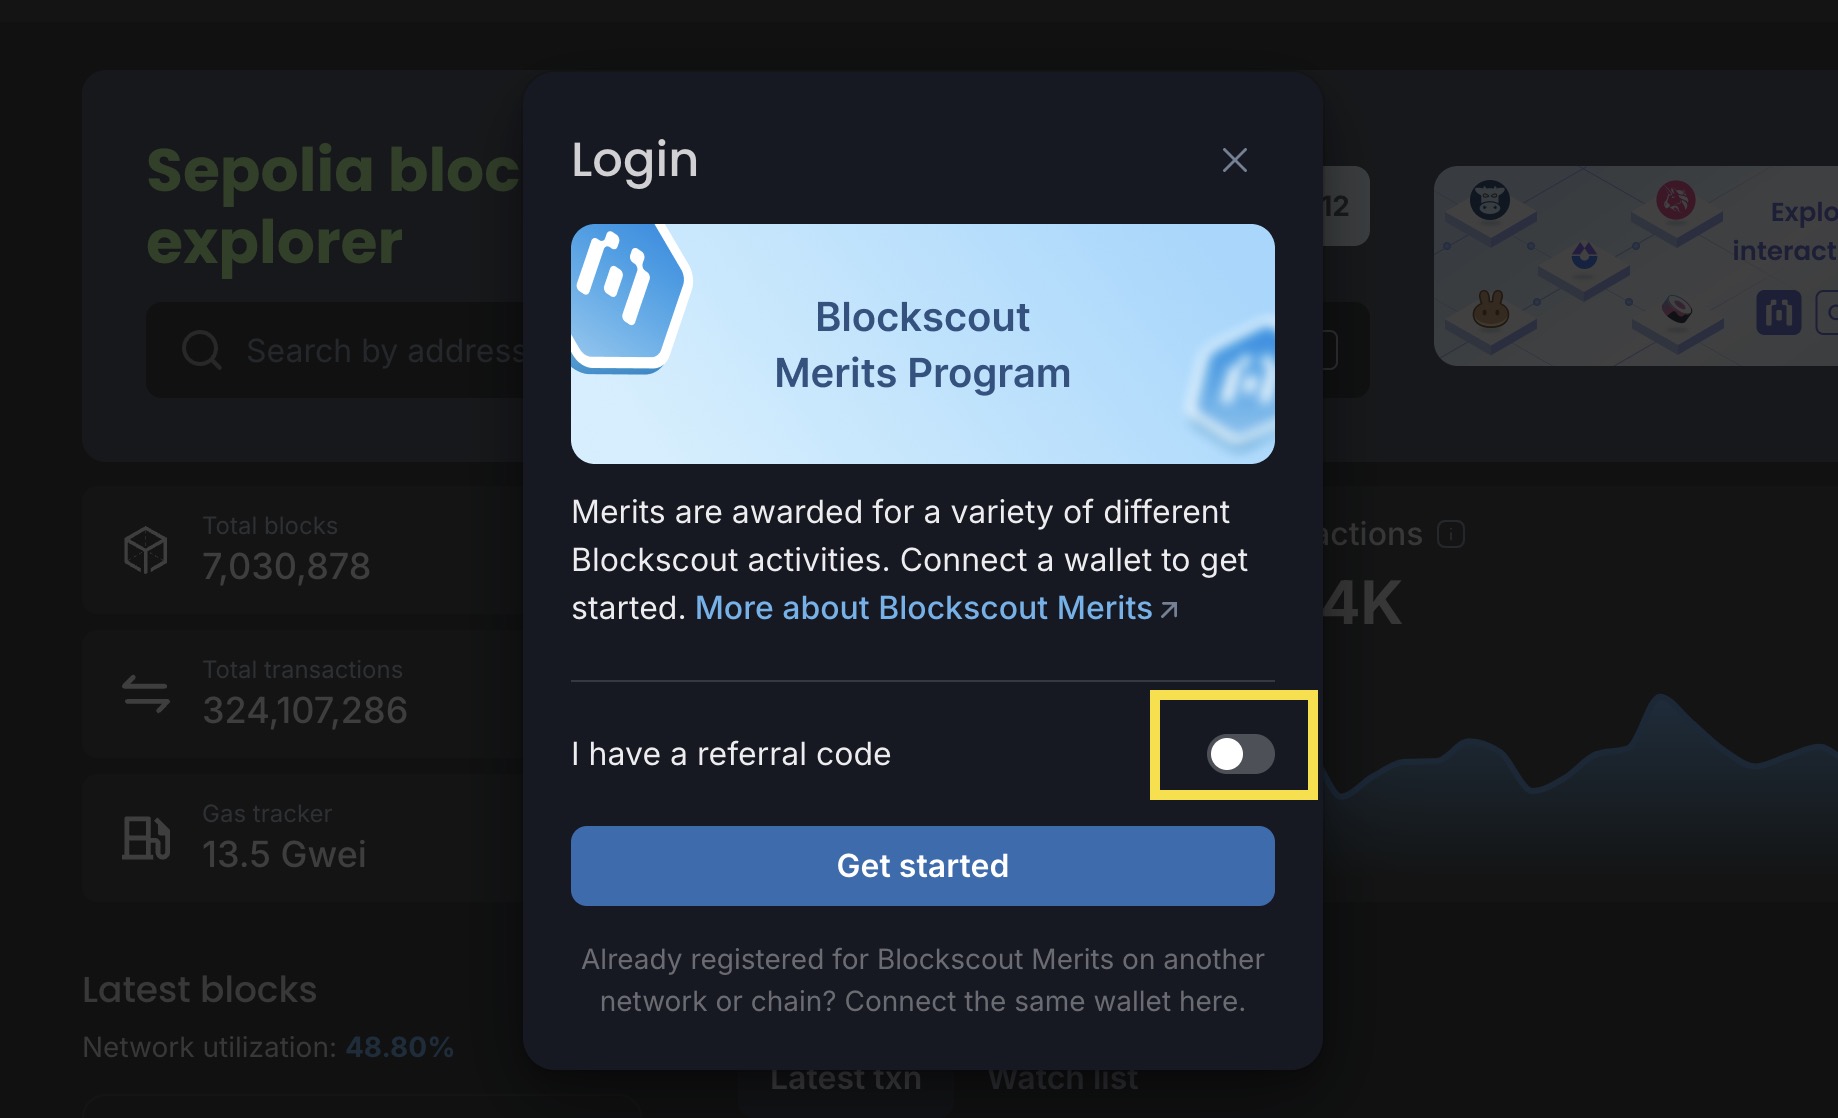 Login
Blockscout
Merits Program
Merits are awarded for a variety of different
Blockscout activities. Connect a wallet to get
started. More about Blockscout Merits
I have a referral code
Get started
Already registered for Blockscout Merits on another
network or chain? Connect the same wallet here.
Sepolia bloc
explorer
Search by address
12
Explo
interact
Total blocks
7,030,878
Total transactions
324,107,286
Gas tracker
13.5 Gwei
actions
4K
Latest blocks
Network utilization: 48.80%
Latest txn
Watch list